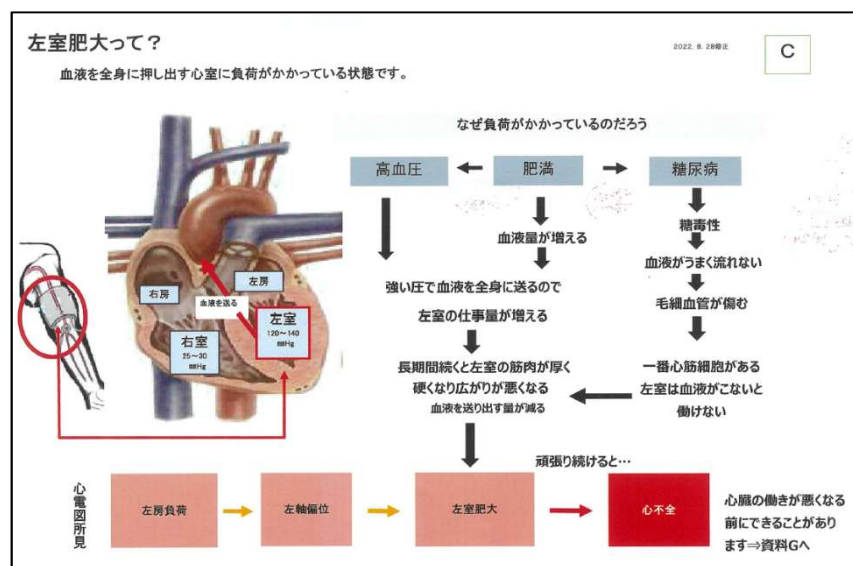 左室肥大って?
2022. 8. 28修正
C
血液を全身に押し出す心室に負荷がかかっている状態です。
なぜ負荷がかかっているのだろう
高血圧
肥満
糖尿病
血液量が増える
糖毒性
血液がうまく流れない
毛細血管が傷む
強い圧で血液を全身に送るので
左室の仕事量が増える
長期間続くと左室の筋肉が厚く
硬くなり広がりが悪くなる
血液を送り出す量が減る
一番心筋細胞がある
左室は血液がこないと
働けない
右房
左房
血液を送る
右室
25~30
mmHg
左室
120~140
mmHg
頑張り続けると…
心電図所見
左房負荷
左軸偏位
左室肥大
心不全
心臓の働きが悪くなる
前にできることがあり
ます⇒資料Gへ